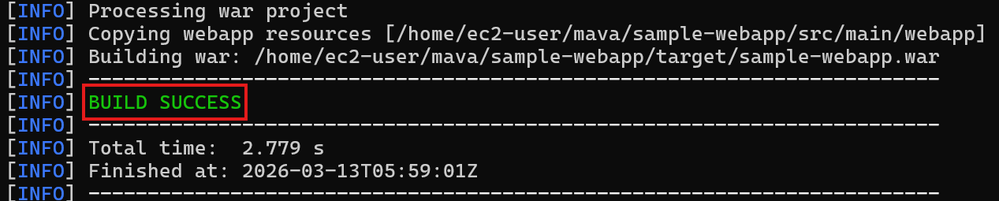 [INFO] Processing war project
[INFO] Copying webapp resources [/home/ec2-user/mava/sample-webapp/src/main/webapp]
[INFO] Building war: /home/ec2-user/mava/sample-webapp/target/sample-webapp.war
[INFO] ------------------------------------------------------------------------
[INFO] BUILD SUCCESS
[INFO] ------------------------------------------------------------------------
[INFO] Total time:  2.779 s
[INFO] Finished at: 2026-03-13T05:59:01Z
[INFO] ------------------------------------------------------------------------